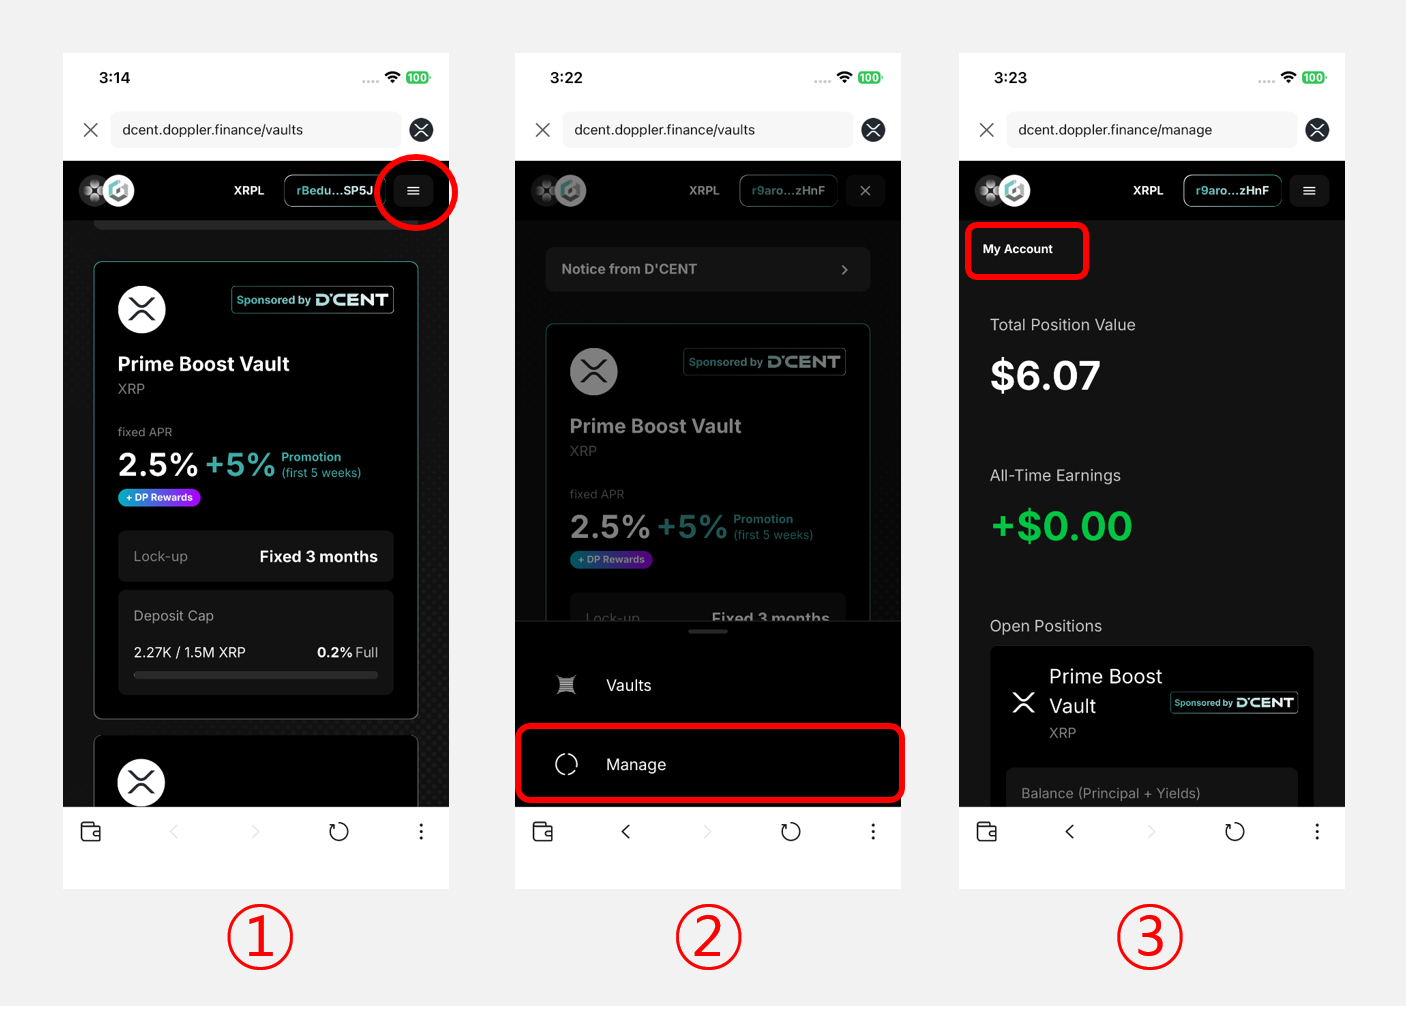 3:14
100
dcent.doppler.finance/vaults
XRPL
rBedu...SP5J
Sponsored by D'CENT
Prime Boost Vault
XRP
fixed APR
2.5% +5% Promotion
(first 5 weeks)
+ DP Rewards
Lock-up Fixed 3 months
Deposit Cap
2.27K / 1.5M XRP 0.2% Full
1
3:22
100
dcent.doppler.finance/vaults
XRPL
r9aro...zHnF
Notice from D'CENT
Sponsored by D'CENT
Prime Boost Vault
XRP
fixed APR
2.5% +5% Promotion
(first 5 weeks)
+ DP Rewards
Lock-up Fixed 3 months
Vaults
Manage
2
3:23
100
dcent.doppler.finance/manage
XRPL
r9aro...zHnF
My Account
Total Position Value
$6.07
All-Time Earnings
+$0.00
Open Positions
Prime Boost
Vault
Sponsored by D'CENT
XRP
Balance (Principal + Yields)
3